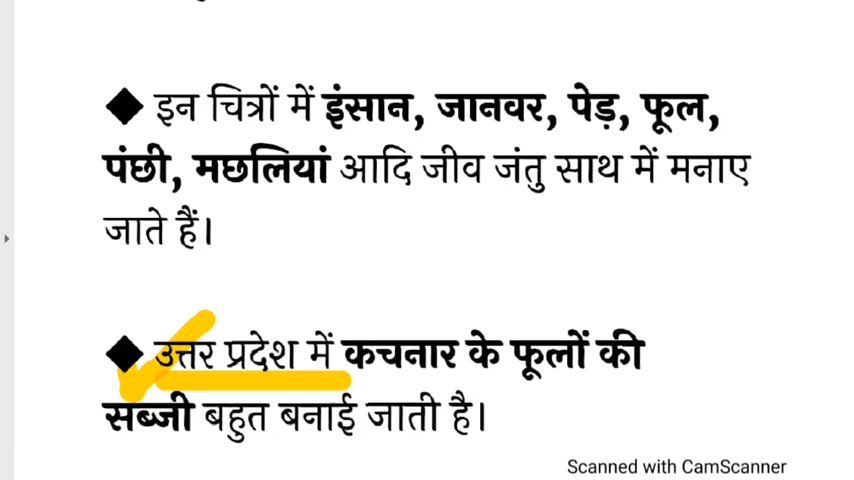 ◆ इन चित्रों में इंसान, जानवर, पेड़, फूल,
पंछी, मछलियां आदि जीव जंतु साथ में मनाए
जाते हैं।
◆ उत्तर प्रदेश में कचनार के फूलों की
सब्जी बहुत बनाई जाती है।
Scanned with CamScanner